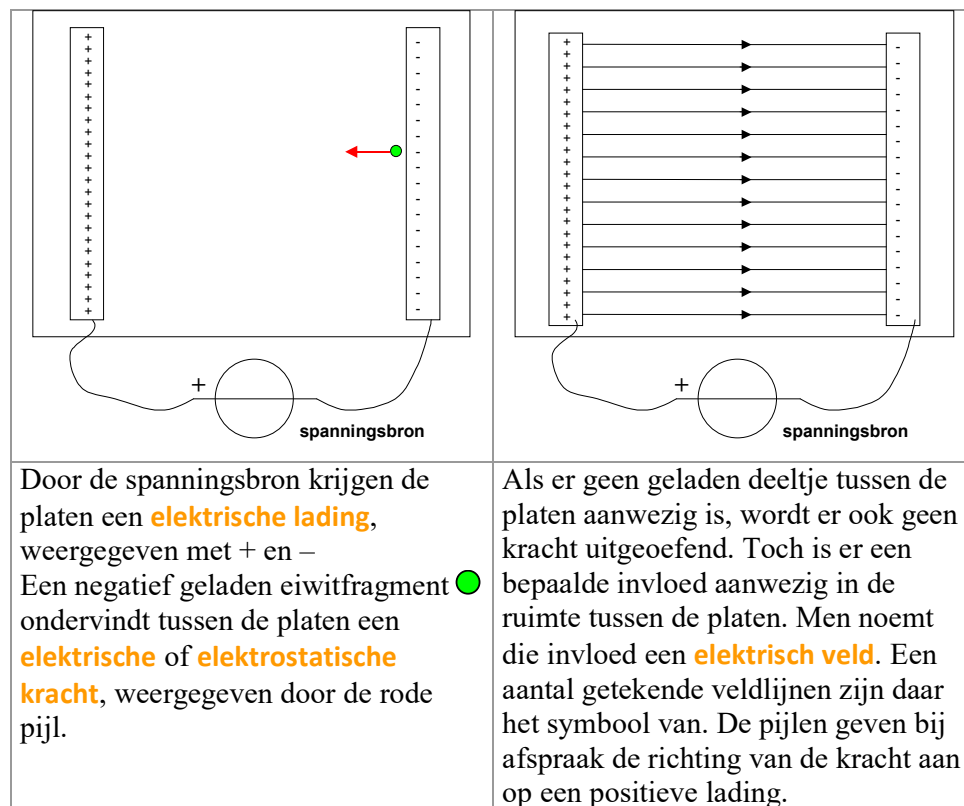 +
spanningsbron
+
spanningsbron
Door de spanningsbron krijgen de
platen een elektrische lading,
weergegeven met + en –
Een negatief geladen eiwitfragment
ondervindt tussen de platen een
elektrische of elektrostatische
kracht, weergegeven door de rode
pijl.
Als er geen geladen deeltje tussen de
platen aanwezig is, wordt er ook geen
kracht uitgeoefend. Toch is er een
bepaalde invloed aanwezig in de
ruimte tussen de platen. Men noemt
die invloed een elektrisch veld. Een
aantal getekende veldlijnen zijn daar
het symbool van. De pijlen geven bij
afspraak de richting van de kracht aan
op een positieve lading.